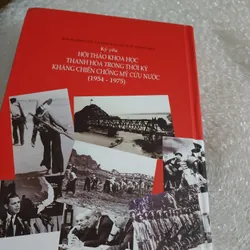 Kỷ yếu
HỘI THẢO KHOA HỌC
THANH HÓA TRONG THỜI KỲ
KHÁNG CHIẾN CHỐNG MỸ CỨU NƯỚC
(1954 - 1975)